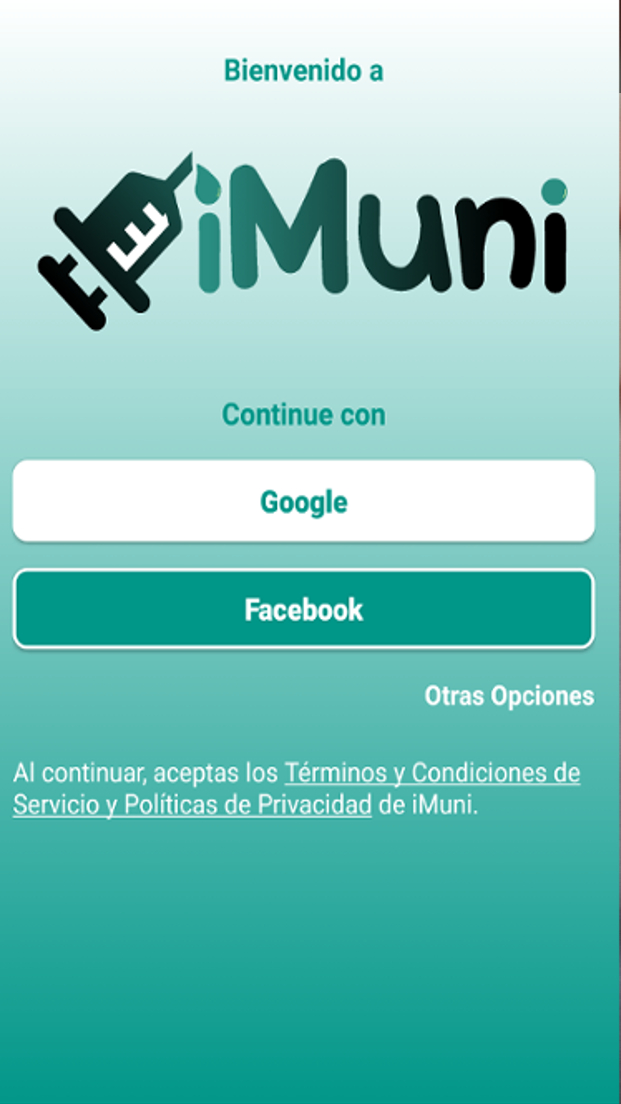 Bienvenido a
iMuni
Continue con
Google
Facebook
Otras Opciones
Al continuar, aceptas los Términos y Condiciones de
Servicio y Políticas de Privacidad de iMuni.